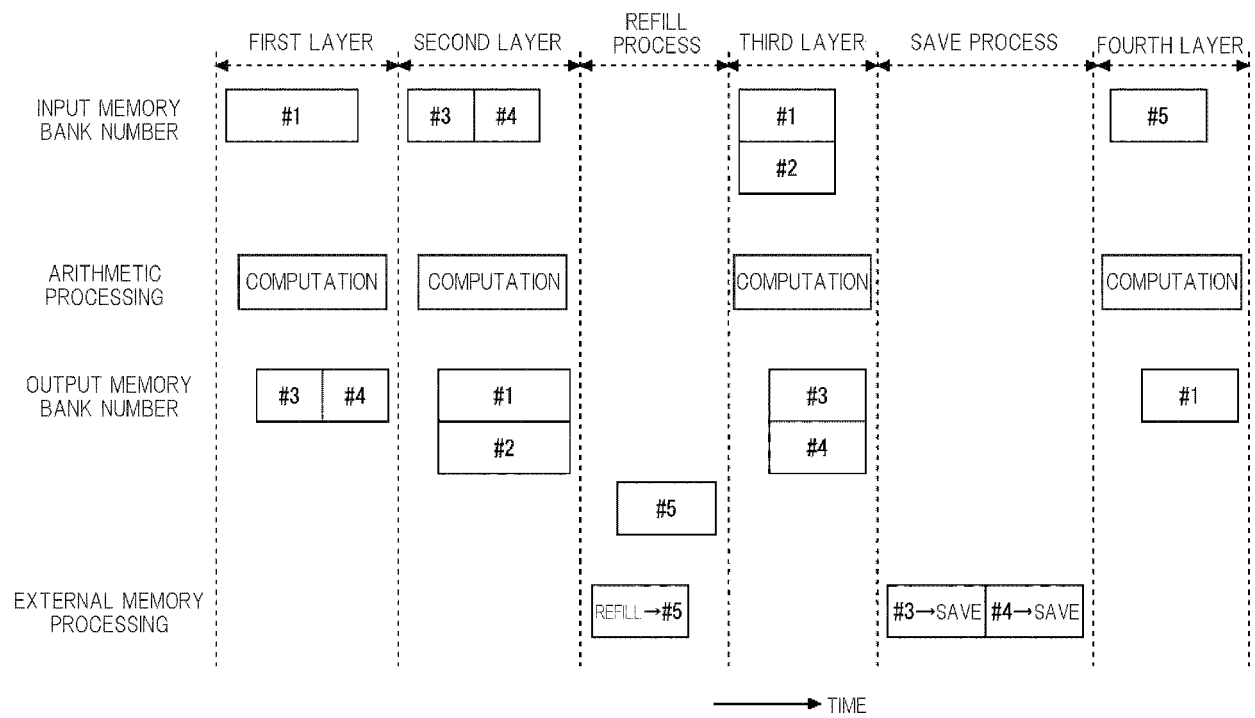 FIRST LAYER
SECOND LAYER
REFILL
PROCESS
THIRD LAYER
SAVE PROCESS
FOURTH LAYER
INPUT MEMORY
BANK NUMBER
#1
#3
#4
#1
#2
#5
ARITHMETIC
PROCESSING
COMPUTATION
COMPUTATION
COMPUTATION
COMPUTATION
OUTPUT MEMORY
BANK NUMBER
#3
#4
#1
#2
#5
#3
#4
#1
EXTERNAL MEMORY
PROCESSING
REFILL→#5
#3→SAVE
#4→SAVE
TIME